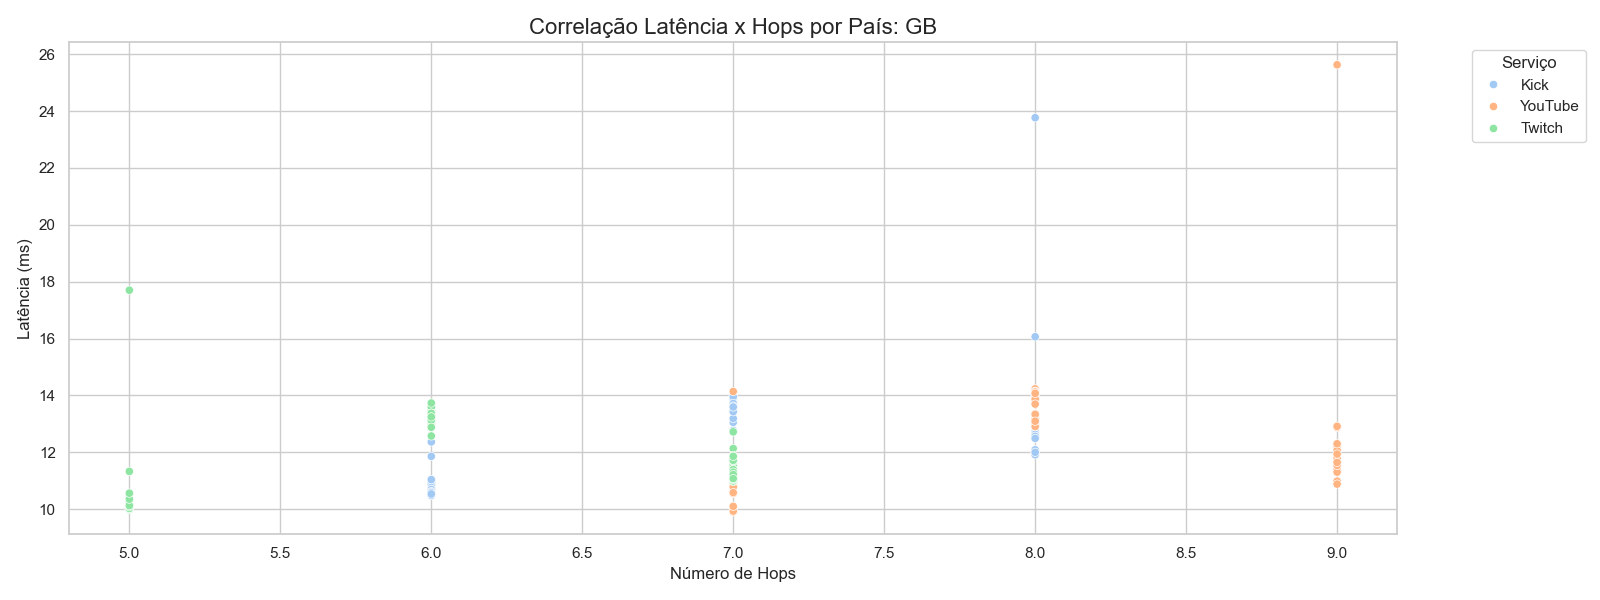 Correlação Latência x Hops por País: GB
Serviço
Kick
YouTube
Twitch
Latência (ms)
26
24
22
20
18
16
14
12
10
5.0 5.5 6.0 6.5 7.0 7.5 8.0 8.5 9.0
Número de Hops